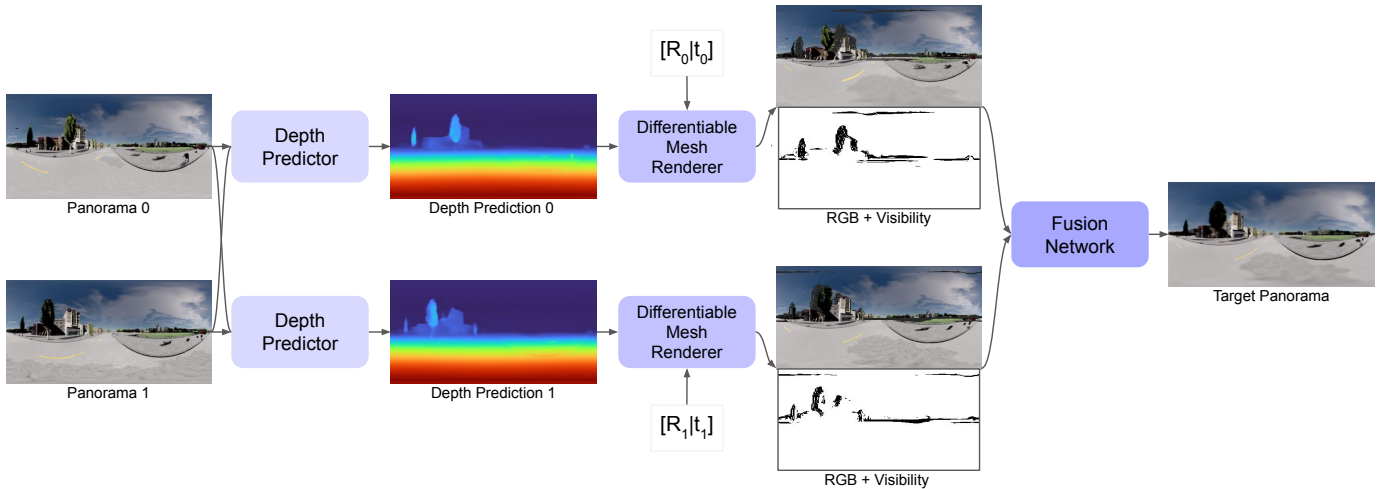 [R₀|t₀]
Panorama 0
Depth
Predictor
Depth Prediction 0
Differentiable
Mesh
Renderer
RGB + Visibility
Fusion
Network
Target Panorama
Panorama 1
Depth
Predictor
Depth Prediction 1
Differentiable
Mesh
Renderer
[R₁|t₁]
RGB + Visibility